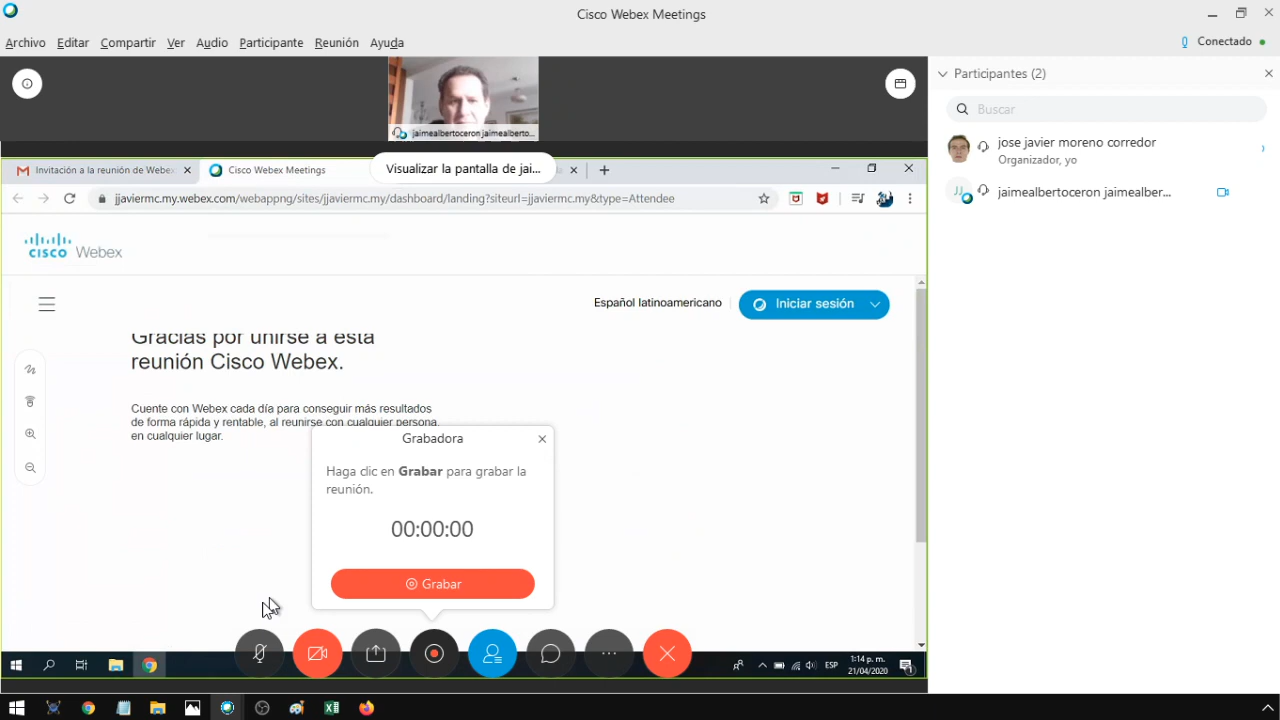 Cisco Webex Meetings
Archivo Editar Compartir Ver Audio Participante Reunión Ayuda
Conectado
jaimealbertoceron jaimealberto...
Participantes (2)
Buscar
jose javier moreno corredor
Organizador, yo
jaimealbertoceron jaimealber...
Invitación a la reunión de Webex
Cisco Webex Meetings
Visualizar la pantalla de jai...
jjaviermc.my.webex.com/webappng/sites/jjaviermc.my/dashboard/landing?siteurl=jjaviermc.my&type=Attendee
CISCO Webex
Español latinoamericano
Iniciar sesión
Gracias por unirse a esta
reunión Cisco Webex.
Cuente con Webex cada día para conseguir más resultados
de forma rápida y rentable, al reunirse con cualquier persona,
en cualquier lugar.
Grabadora
Haga clic en Grabar para grabar la
reunión.
00:00:00
Grabar
ESP
1:14 p. m.
21/04/2020
1